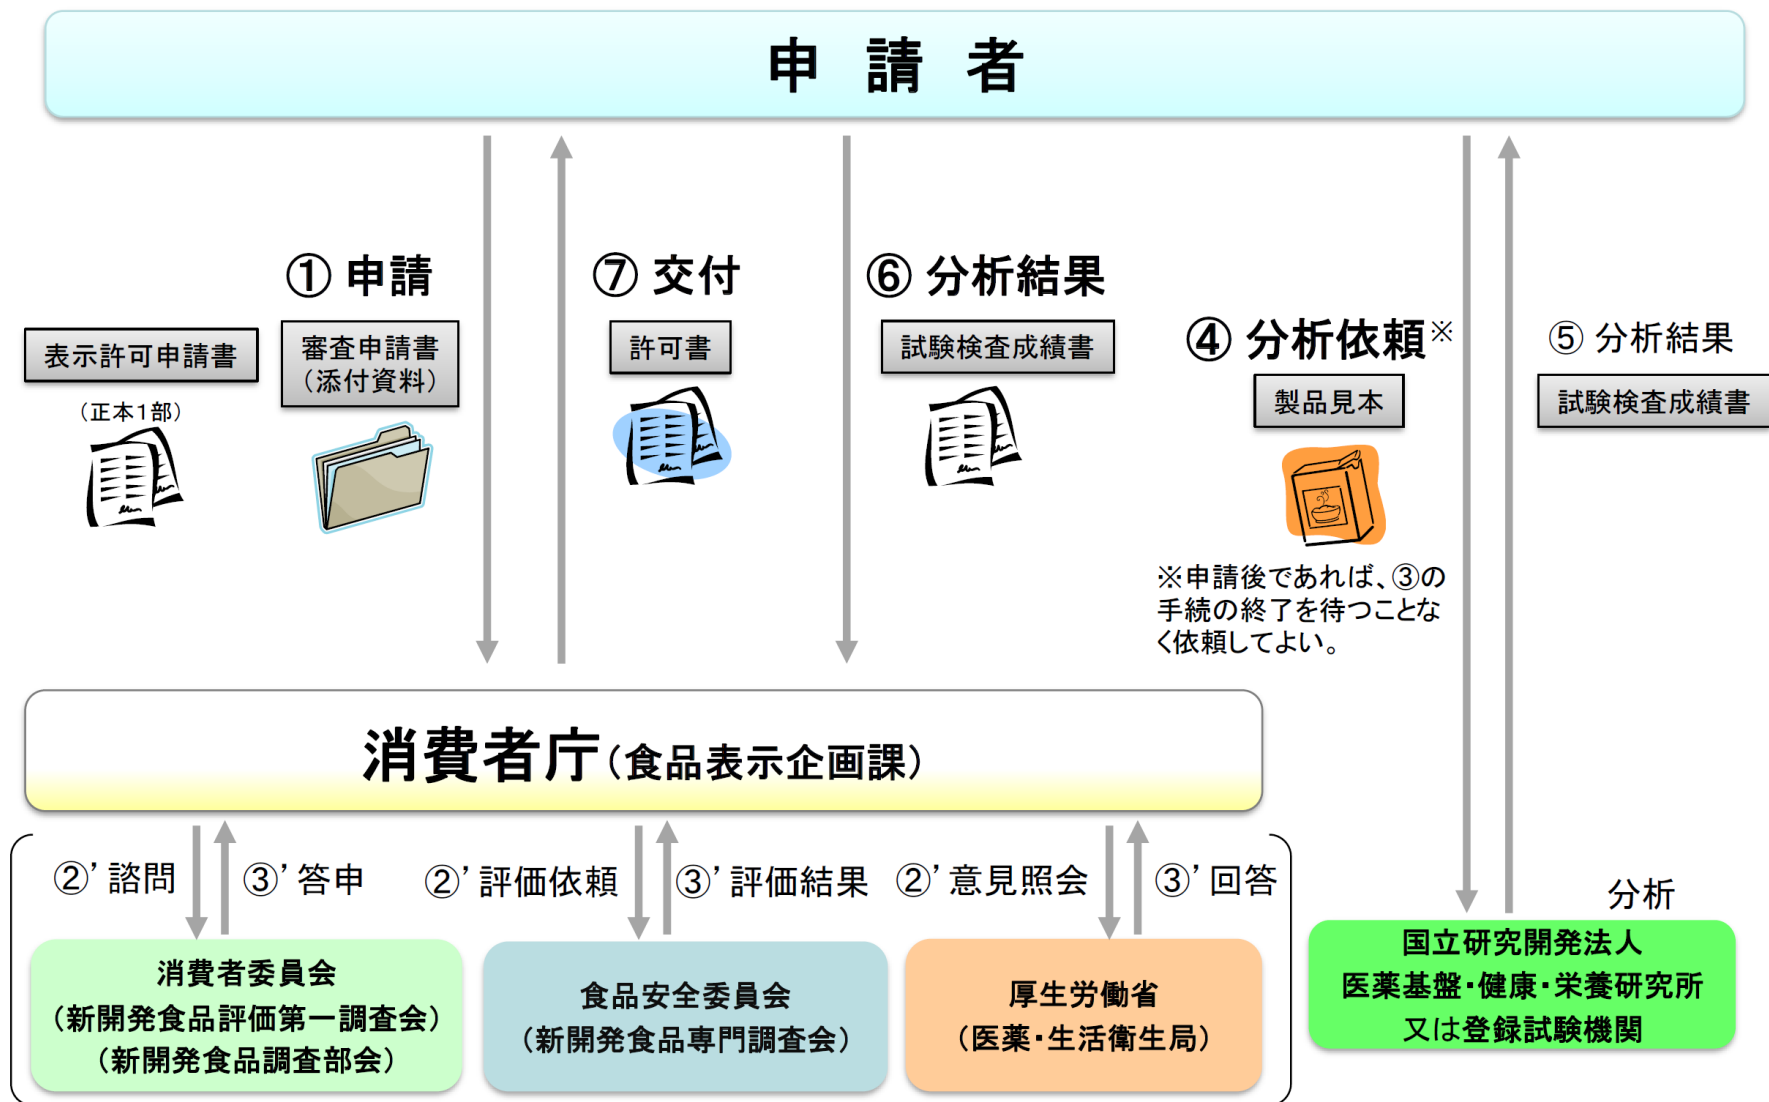 申 請 者
① 申請
⑦ 交付
⑥ 分析結果
④ 分析依頼※
⑤ 分析結果
表示許可申請書
(正本1部)
審査申請書
(添付資料)
許可書
試験検査成績書
製品見本
試験検査成績書
※申請後であれば、③の
手続の終了を待つことな
く依頼してよい。
消費者庁(食品表示企画課)
②’諮問
③’答申
②’評価依頼
③’評価結果
②’意見照会
③’回答
分析
消費者委員会
(新開発食品評価第一調査会)
(新開発食品調査部会)
食品安全委員会
(新開発食品専門調査会)
厚生労働省
(医薬・生活衛生局)
国立研究開発法人
医薬基盤・健康・栄養研究所
又は登録試験機関